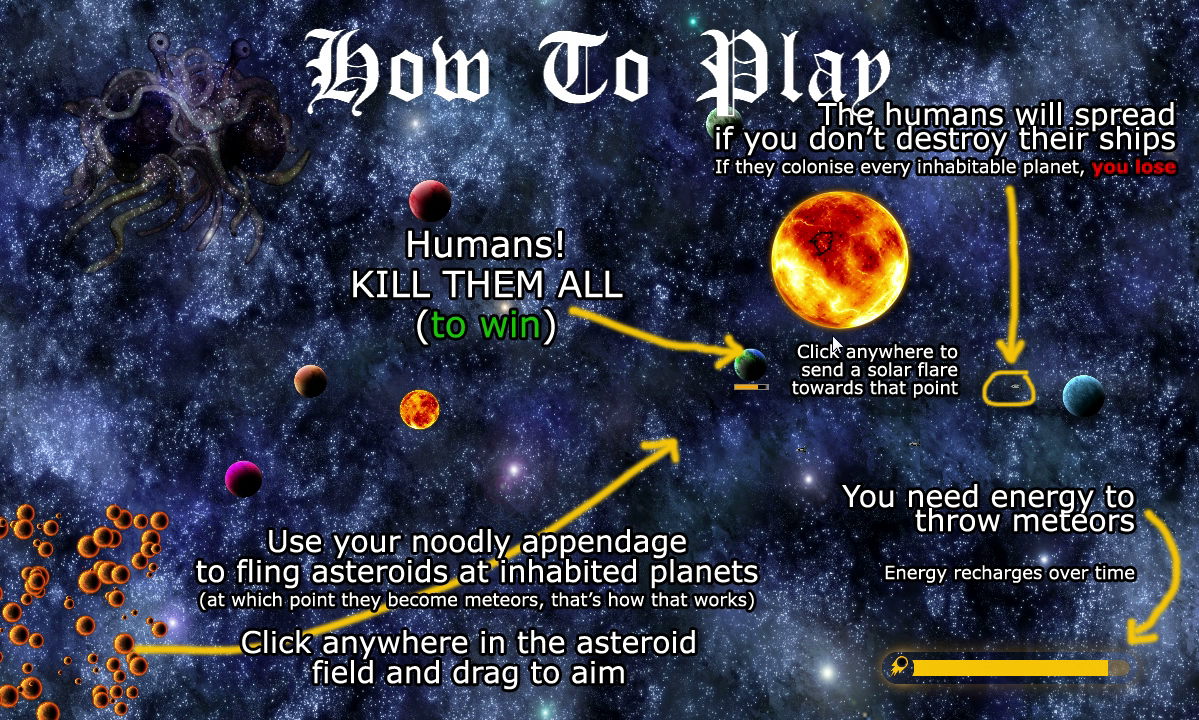 How To Play
The humans will spread
if you don't destroy their ships
If they colonise every inhabitable planet, you lose
Humans!
KILL THEM ALL
(to win)
Click anywhere to
send a solar flare
towards that point
You need energy to
throw meteors
Energy recharges over time
Use your noodly appendage
to fling asteroids at inhabited planets
(at which point they become meteors, that's how that works)
Click anywhere in the asteroid
field and drag to aim